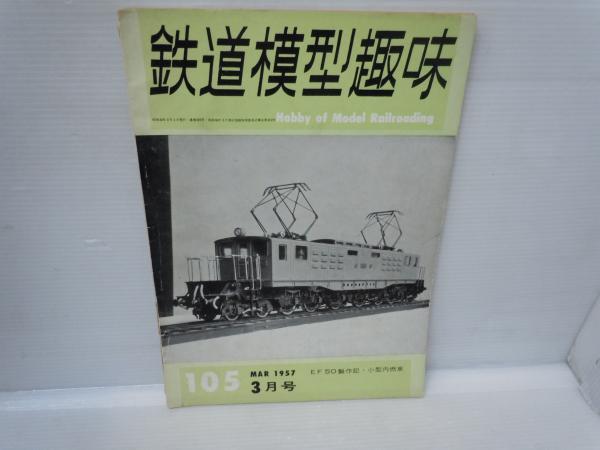 鉄道模型趣味
Hobby of Model Railroading
105
MAR 1957
3月号
EF50製作記・小型内燃車